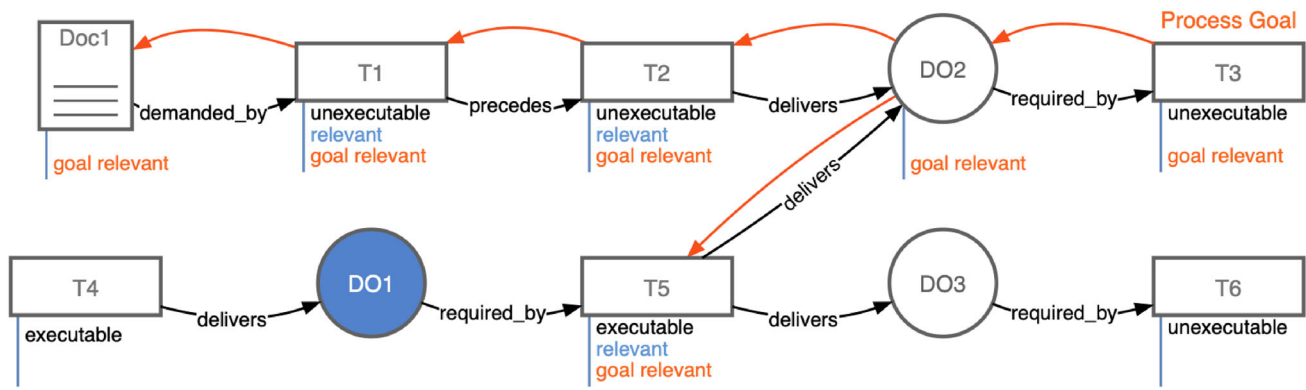 Process Goal
Doc1
T1
T2
DO2
T3
demanded_by
precedes
delivers
required_by
unexecutable
relevant
goal relevant
unexecutable
relevant
goal relevant
unexecutable
goal relevant
goal relevant
goal relevant
delivers
T4
DO1
T5
DO3
T6
delivers
required_by
delivers
required_by
executable
executable
relevant
goal relevant
unexecutable